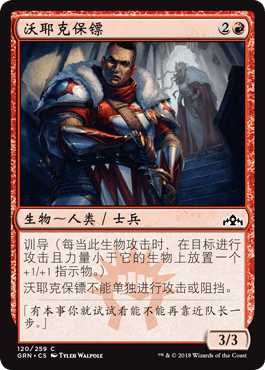 沃耶克保镖 2
生物～人类／士兵
训导（每当此生物攻击时，在目标进行
攻击且力量小于它的生物上放置一个
+1/+1 指示物。）
沃耶克保镖不能单独进行攻击或阻挡。
「有本事你就试试看能不能再靠近队长一
步。」
3/3
120/259 C
GRN • CS TYLER WALPOLE
™ & © 2018 Wizards of the Coast